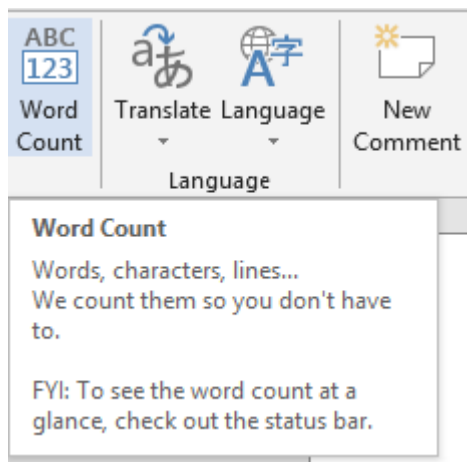 ABC
123
Word
Count
Translate
Language
New
Comment
Language
Word Count
Words, characters, lines...
We count them so you don't have
to.
FYI: To see the word count at a
glance, check out the status bar.